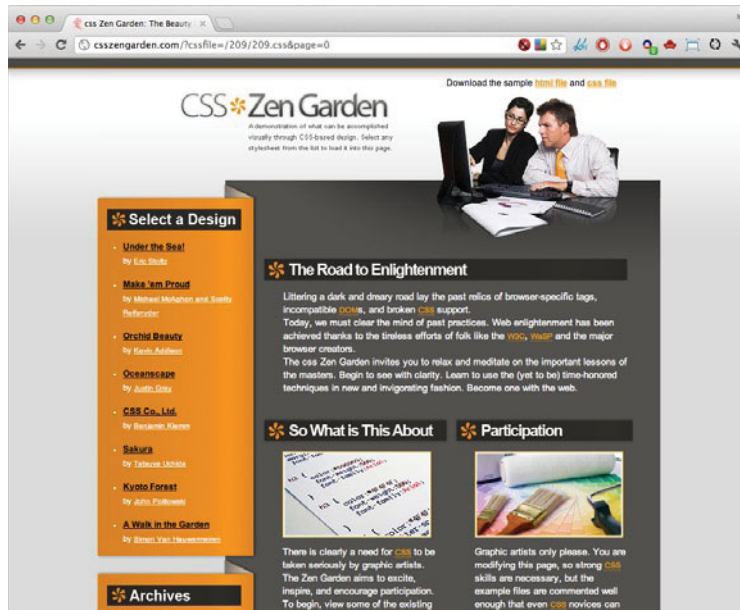 css Zen Garden: The Beauty
csszengarden.com/?cssfile=/209/209.css&page=0
Download the sample html file and css file
CSS Zen Garden
A demonstration of what can be accomplished
visually through CSS-based design. Select any
stylesheet from the list to load it into this page.
Select a Design
Under the Sea!
by Eric Stoltz
Make 'em Proud
by Michael McAghon and Scotty
Reifsnyder
Orchid Beauty
by Kevin Addison
Oceanscape
by Justin Gray
CSS Co., Ltd.
by Benjamin Klemm
Sakura
by Tatsuya Uchida
Kyoto Forest
by John Politowski
A Walk in the Garden
by Simon Van Hauwermeiren
Archives
The Road to Enlightenment
Littering a dark and dreary road lay the past relics of browser-specific tags,
incompatible DOMs, and broken CSS support.
Today, we must clear the mind of past practices. Web enlightenment has been
achieved thanks to the tireless efforts of folk like the W3C, WaSP and the major
browser creators.
The css Zen Garden invites you to relax and meditate on the important lessons of
the masters. Begin to see with clarity. Learn to use the (yet to be) time-honored
techniques in new and invigorating fashion. Become one with the web.
So What is This About
There is clearly a need for CSS to be
taken seriously by graphic artists.
The Zen Garden aims to excite,
inspire, and encourage participation.
To begin, view some of the existing
Participation
Graphic artists only please. You are
modifying this page, so strong CSS
skills are necessary, but the
example files are commented well
enough that even CSS novices can